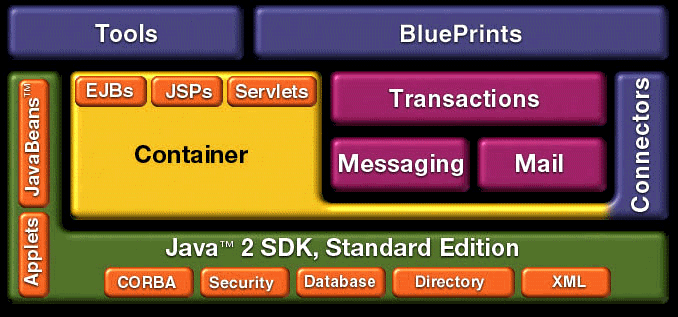 Tools
BluePrints
EJBs
JSPs
Servlets
Transactions
Container
Messaging
Mail
Connectors
JavaBeans™
Applets
Java™ 2 SDK, Standard Edition
CORBA
Security
Database
Directory
XML